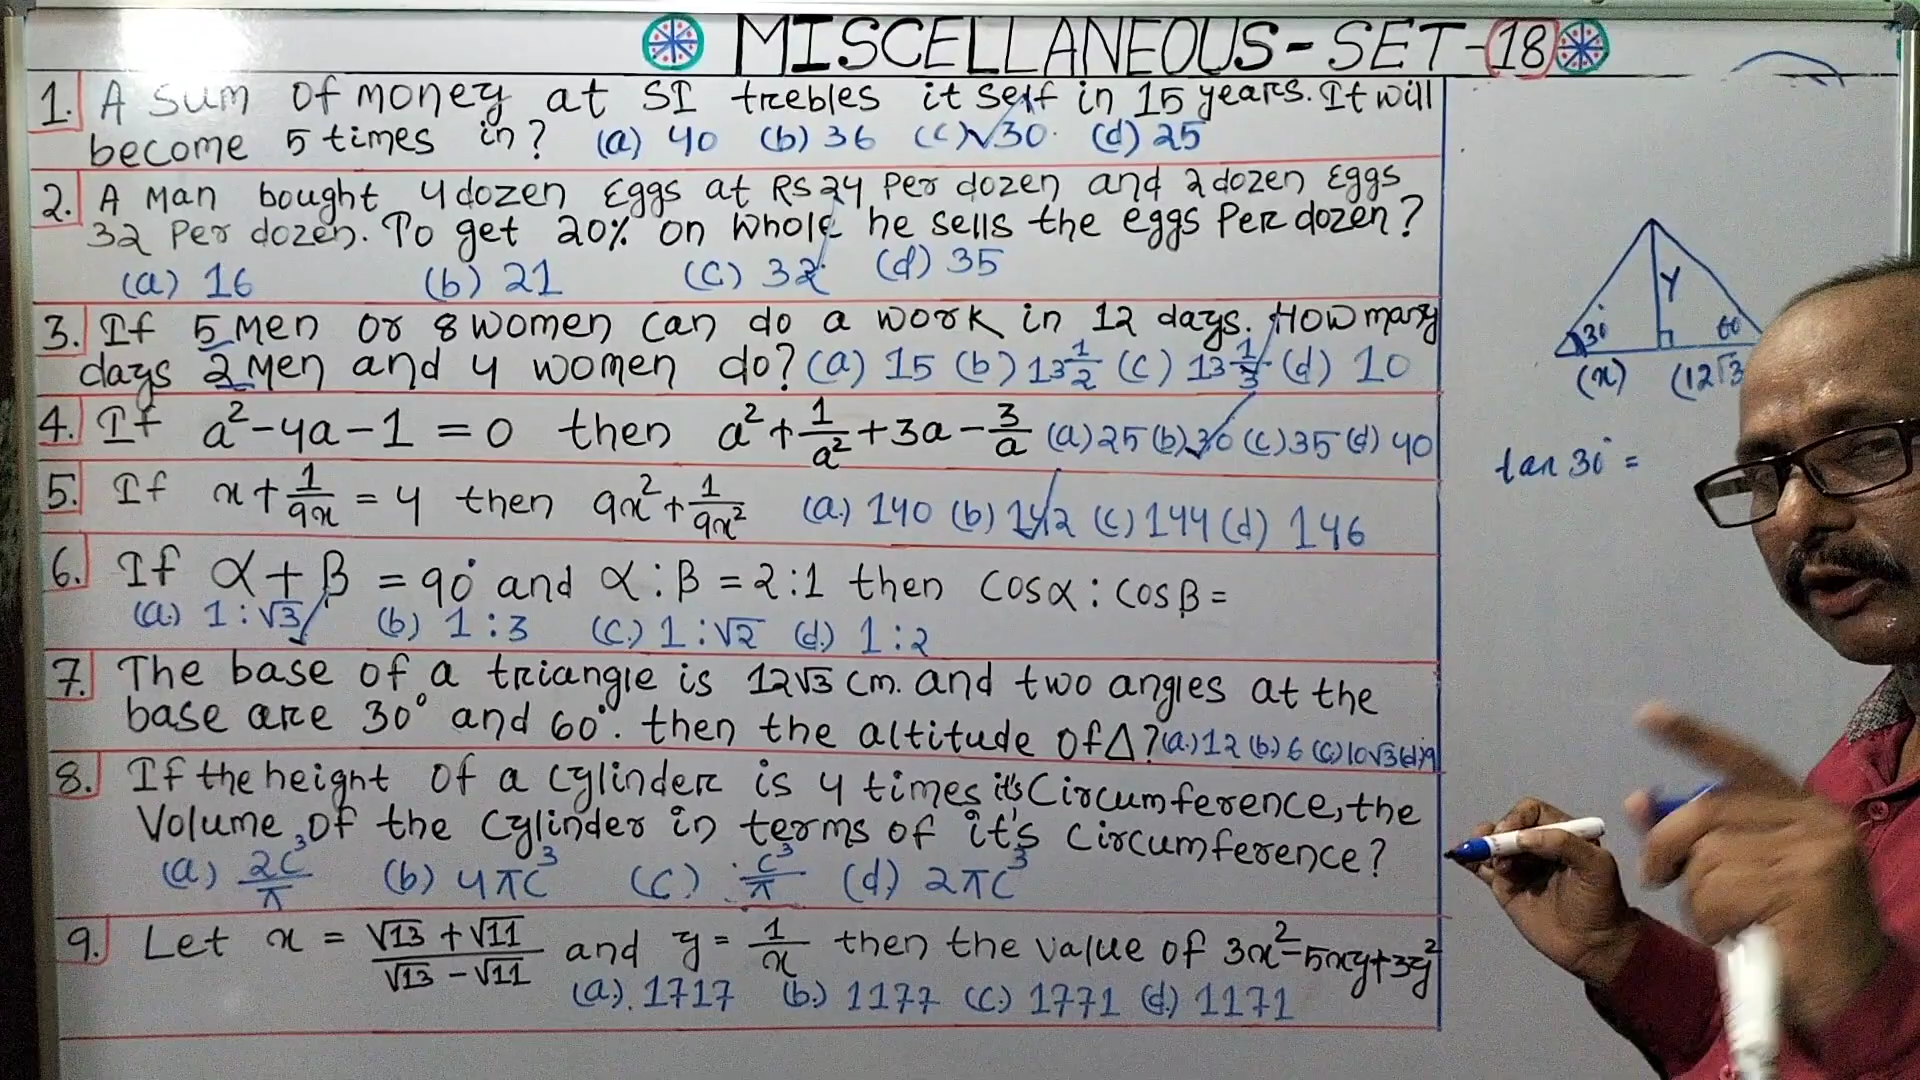 MISCELLANEOUS-SET-18
1. A sum of money at SI trebles it self in 15 years. It will
become 5 times in? (a) 40 (b) 36 (c) 30 (d) 25
2. A man bought 4 dozen Eggs at RS 24 Per dozen and 2 dozen Eggs
32 Per dozen. To get 20% on whole he sells the eggs Per dozen?
(a) 16 (b) 21 (c) 32 (d) 35
3. If 5 men or 8 women can do a work in 12 days. How many
days 2 men and 4 women do? (a) 15 (b) 13 1/2 (c) 13 1/3 (d) 10
4. If a²-4a-1 = 0 then a²+1/a²+3a-3/a (a) 25 (b) 30 (c) 35 (d) 40
5. If x+1/9x = 4 then 9x²+1/9x² (a.) 140 (b) 142 (c) 144 (d) 146
6. If α+β = 90° and α:β = 2:1 then cosα : cosβ =
(a.) 1:√3 (b) 1:3 (c.) 1:√2 (d.) 1:2
7. The base of a triangle is 12√3 cm. and two angles at the
base are 30° and 60°. then the altitude of Δ? (a.) 12 (b) 6 (c) 10√3 (d) 9
8. If the height of a cylinder is 4 times it's Circumference, the
Volume of the cylinder in terms of it's circumference?
(a) 2c³/π (b) 4πc³ (c) c³/π (d) 2πc³
9. Let x = √13+√11/√13-√11 and y = 1/x then the value of 3x²-5xy+3y²
(a.) 1717 (b.) 1177 (c.) 1771 (d.) 1171
y
30° 60
(x) (12√3
tan 30° =